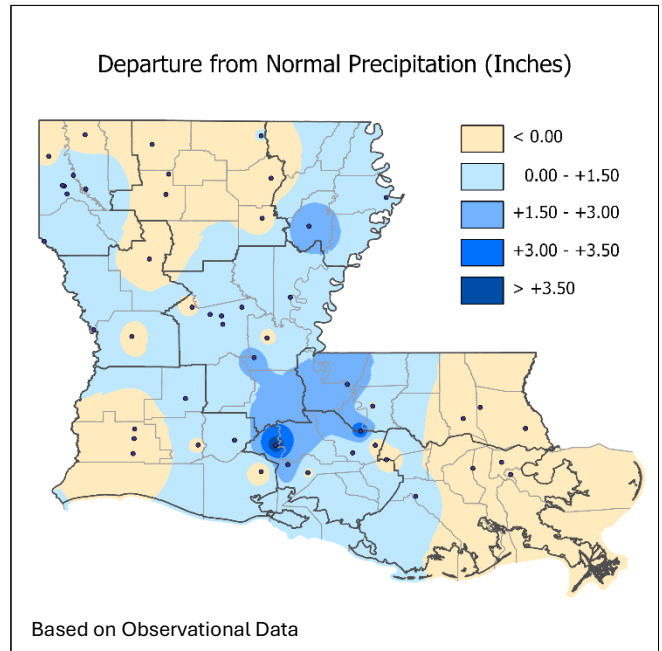 Departure from Normal Precipitation (Inches)
< 0.00
0.00 - +1.50
+1.50 - +3.00
+3.00 - +3.50
> +3.50
Based on Observational Data